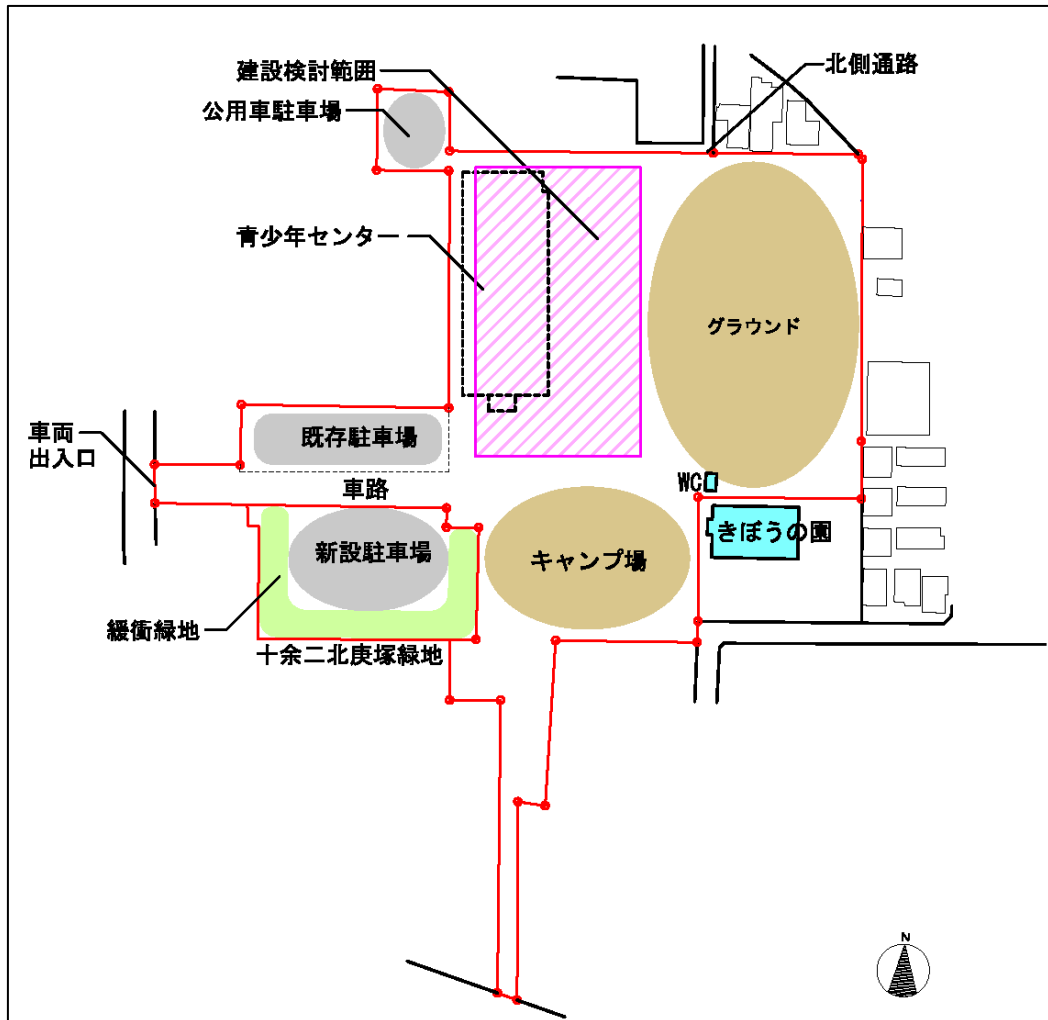 建設検討範囲
北側通路
公用車駐車場
青少年センター
グラウンド
車両
出入口
既存駐車場
車路
WC
きぼうの園
新設駐車場
キャンプ場
緩衝緑地
十余二北庚塚緑地
N